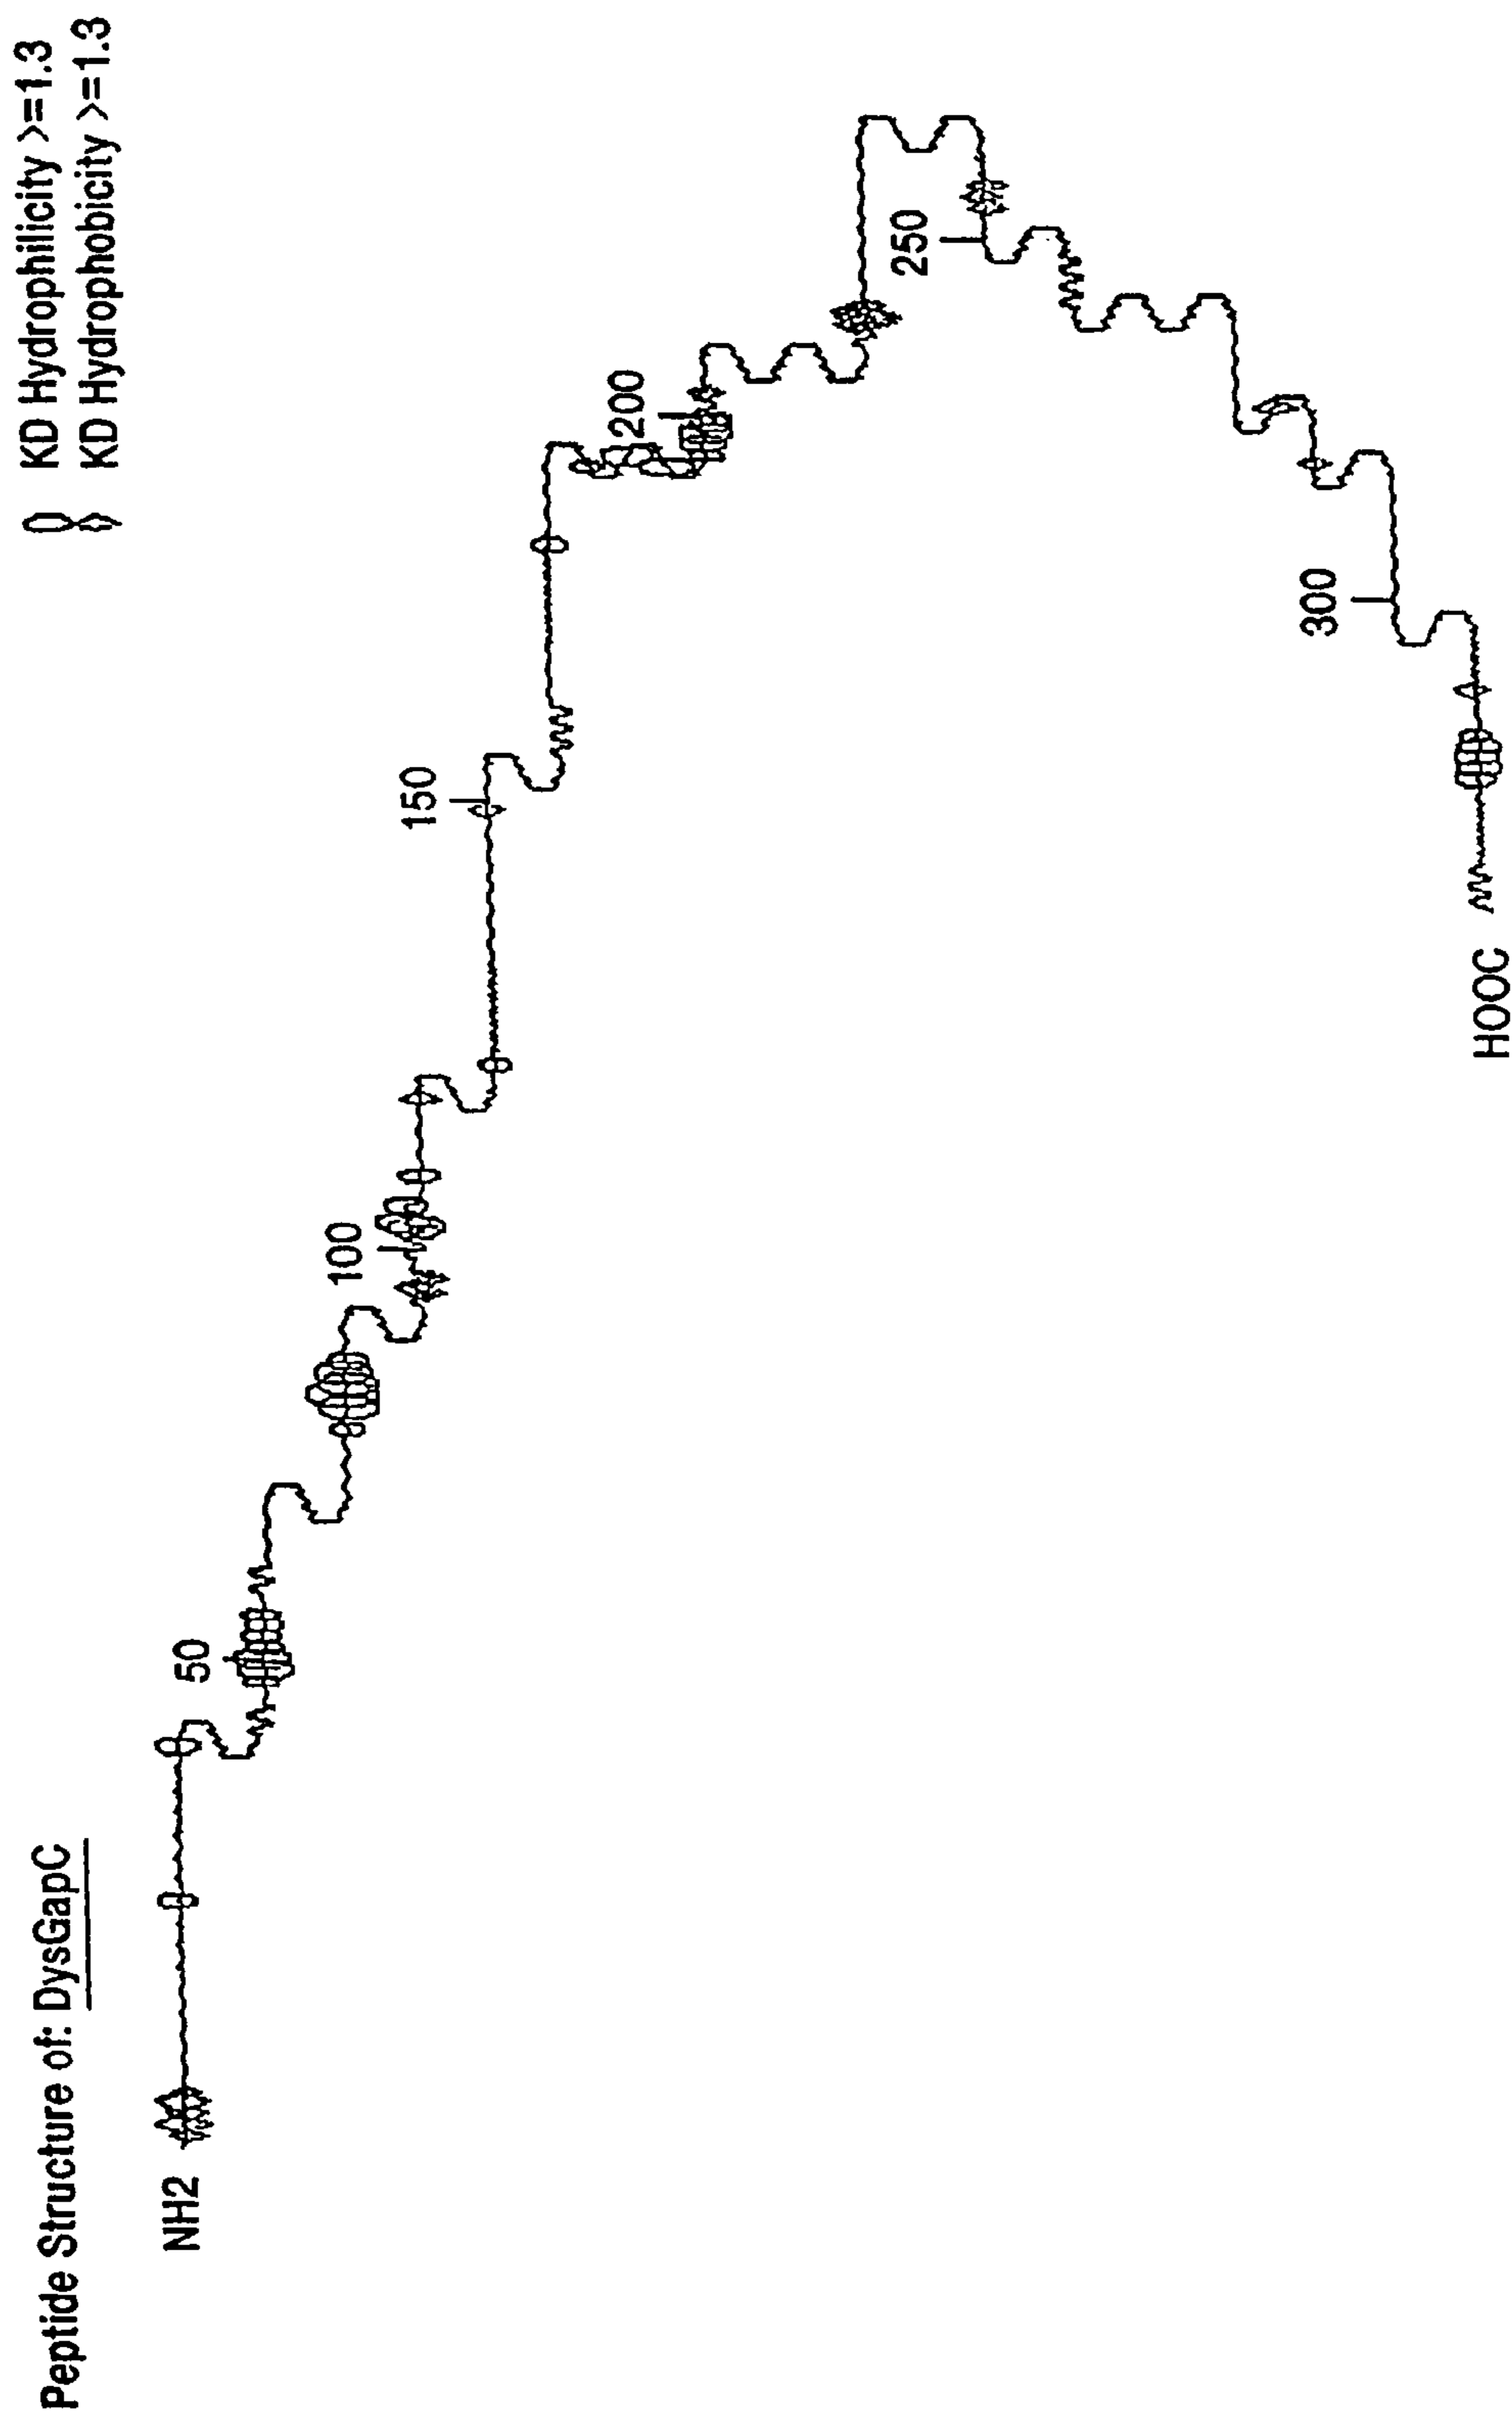 Peptide Structure of: DysGapC
KD Hydrophilicity >=1.3
KD Hydrophobicity >=1.3
NH2
50
100
150
200
250
300
HOOC